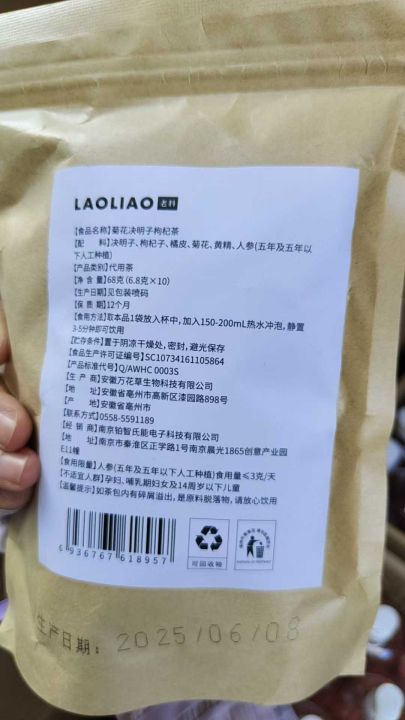 LAOLIAO 老料
【食品名称】菊花决明子枸杞茶
【配 料】决明子、枸杞子、橘皮、菊花、黄精、人参(五年及五年以
下人工种植)
【产品类别】代用茶
【净 含 量】68克(6.8克×10)
【生产日期】见包装喷码
【保 质 期】12个月
【食用方法】取本品1袋放入杯中,加入150-200mL热水冲泡,静置
3-5分钟即可饮用
【贮存条件】置于阴凉干燥处,密封,避光保存
【食品生产许可证编号】SC10734161105864
【产品标准代号】Q/AWHC 0003S
【生 产 商】安徽万花草生物科技有限公司
【地 址】安徽省亳州市高新区漆园路898号
【产 地】安徽省亳州市
【联系方式】0558-5591189
【经 销 商】南京铂智氏能电子科技有限公司
【地 址】南京市秦淮区正学路1号南京晨光1865创意产业园
E11幢
【食用限量】人参(五年及五年以下人工种植)食用量≤3克/天
【不适宜人群】孕妇、哺乳期妇女及14周岁以下儿童
【温馨提示】如茶包内有碎屑溢出,是原料脱落物,请放心饮用
6 936767 618957
可回收物
生产日期: 2025/06/08